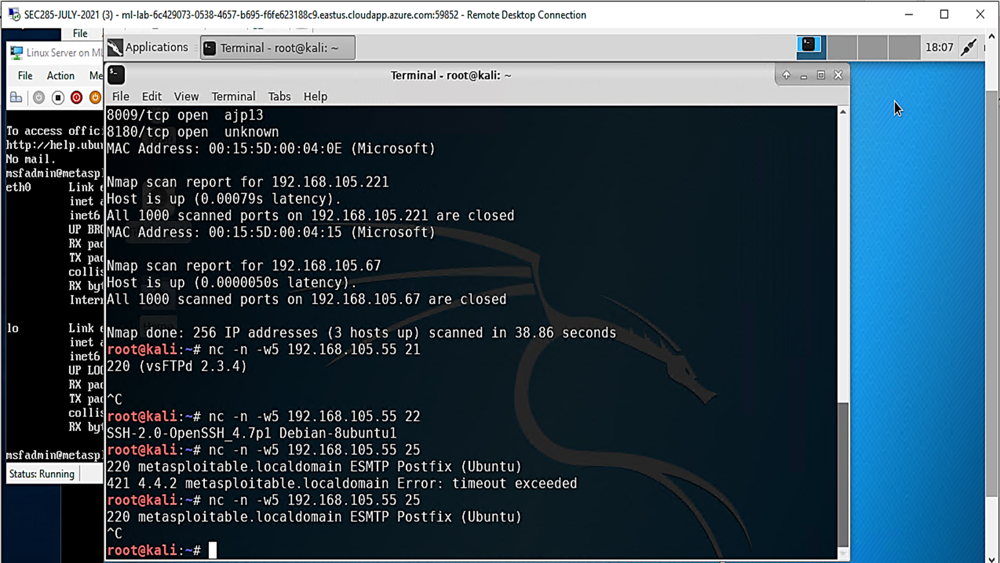 SEC285-JULY-2021 (3) - ml-lab-6c429073-0538-4657-b695-f6fe623188c9.eastus.cloudapp.azure.com:59852 - Remote Desktop Connection
File
Linux Server on ML
File Action Me
To access offici
http://help.ubu
No mail.
msfadmin@metaspl
eth0 Link e
inet a
inet6
UP BRO
RX pac
TX pac
collis
RX byt
Interr
lo Link e
inet a
inet6
UP LOO
RX pac
TX pac
collis
RX byt
msfadmin@metaspl
Status: Running
Applications Terminal - root@kali: ~ 18:07
Terminal - root@kali: ~
File Edit View Terminal Tabs Help
8009/tcp open  ajp13
8180/tcp open  unknown
MAC Address: 00:15:5D:00:04:0E (Microsoft)
Nmap scan report for 192.168.105.221
Host is up (0.00079s latency).
All 1000 scanned ports on 192.168.105.221 are closed
MAC Address: 00:15:5D:00:04:15 (Microsoft)
Nmap scan report for 192.168.105.67
Host is up (0.0000050s latency).
All 1000 scanned ports on 192.168.105.67 are closed
Nmap done: 256 IP addresses (3 hosts up) scanned in 38.86 seconds
root@kali:~# nc -n -w5 192.168.105.55 21
220 (vsFTPd 2.3.4)
^C
root@kali:~# nc -n -w5 192.168.105.55 22
SSH-2.0-OpenSSH_4.7p1 Debian-8ubuntu1
root@kali:~# nc -n -w5 192.168.105.55 25
220 metasploitable.localdomain ESMTP Postfix (Ubuntu)
421 4.4.2 metasploitable.localdomain Error: timeout exceeded
root@kali:~# nc -n -w5 192.168.105.55 25
220 metasploitable.localdomain ESMTP Postfix (Ubuntu)
^C
root@kali:~#